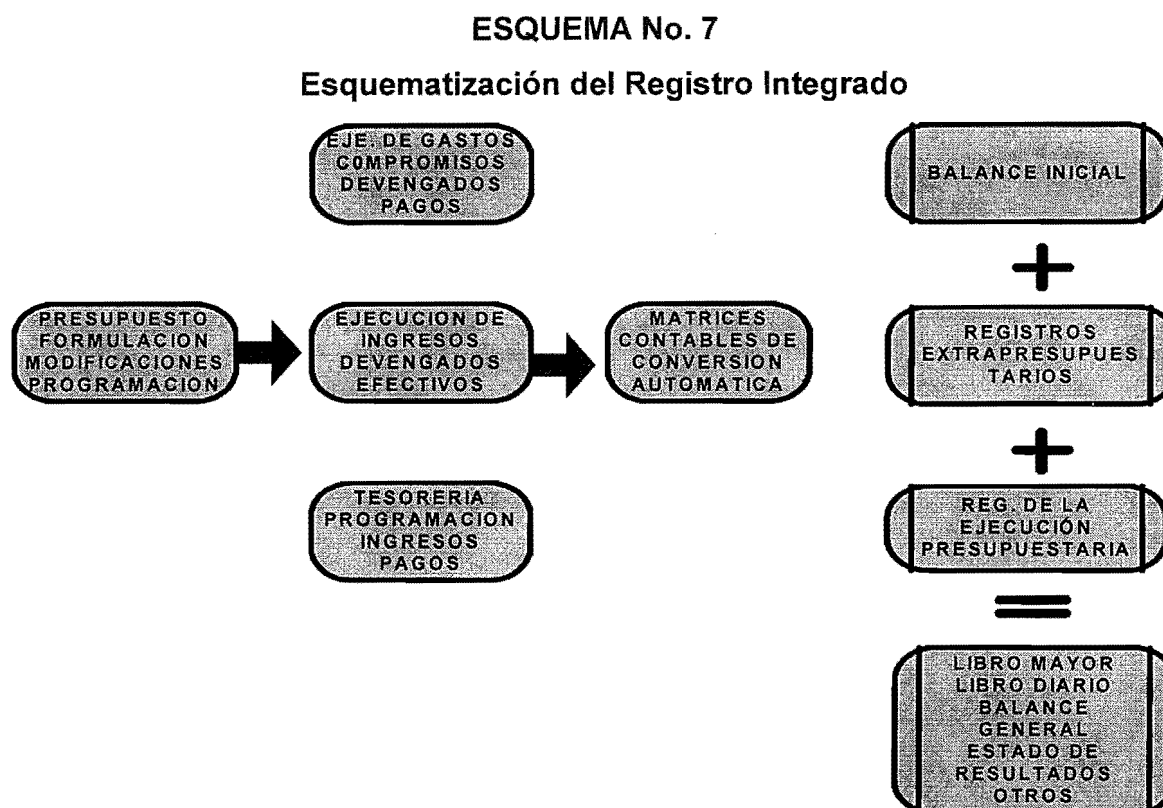 ESQUEMA No. 7
Esquematización del Registro Integrado
EJE. DE GASTOS
COMPROMISOS
DEVENGADOS
PAGOS
BALANCE INICIAL
PRESUPUESTO
FORMULACION
MODIFICACIONES
PROGRAMACION
EJECUCION DE
INGRESOS
DEVENGADOS
EFECTIVOS
MATRICES
CONTABLES DE
CONVERSION
AUTOMATICA
+
REGISTROS
EXTRAPRESUPUES
TARIOS
+
TESORERIA
PROGRAMACION
INGRESOS
PAGOS
REG. DE LA
EJECUCIÓN
PRESUPUESTARIA
=
LIBRO MAYOR
LIBRO DIARIO
BALANCE
GENERAL
ESTADO DE
RESULTADOS
OTROS